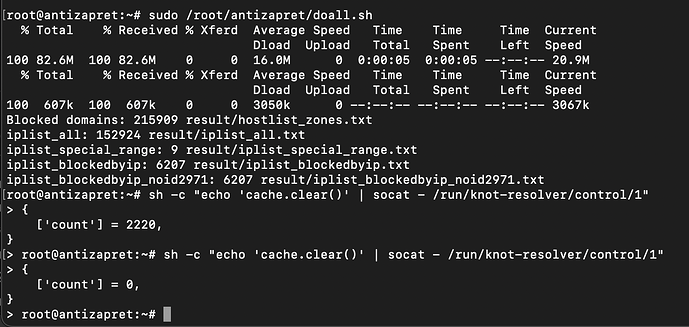 [root@antizapret:~# sudo /root/antizapret/doall.sh
% Total % Received % Xferd Average Speed Time Time Time Current
Dload Upload Total Spent Left Speed
100 82.6M 100 82.6M 0 0 16.0M 0 0:00:05 0:00:05 --:--:-- 20.9M
% Total % Received % Xferd Average Speed Time Time Time Current
Dload Upload Total Spent Left Speed
100 607k 100 607k 0 0 3050k 0 --:--:-- --:--:-- --:--:-- 3067k
Blocked domains: 215909 result/hostlist_zones.txt
iplist_all: 152924 result/iplist_all.txt
iplist_special_range: 9 result/iplist_special_range.txt
iplist_blockedbyip: 6207 result/iplist_blockedbyip.txt
iplist_blockedbyip_noid2971: 6207 result/iplist_blockedbyip_noid2971.txt
[root@antizapret:~# sh -c "echo 'cache.clear()' | socat - /run/knot-resolver/control/1"
> {
['count'] = 2220,
}
[> root@antizapret:~# sh -c "echo 'cache.clear()' | socat - /run/knot-resolver/control/1"
> {
['count'] = 0,
}
> root@antizapret:~#